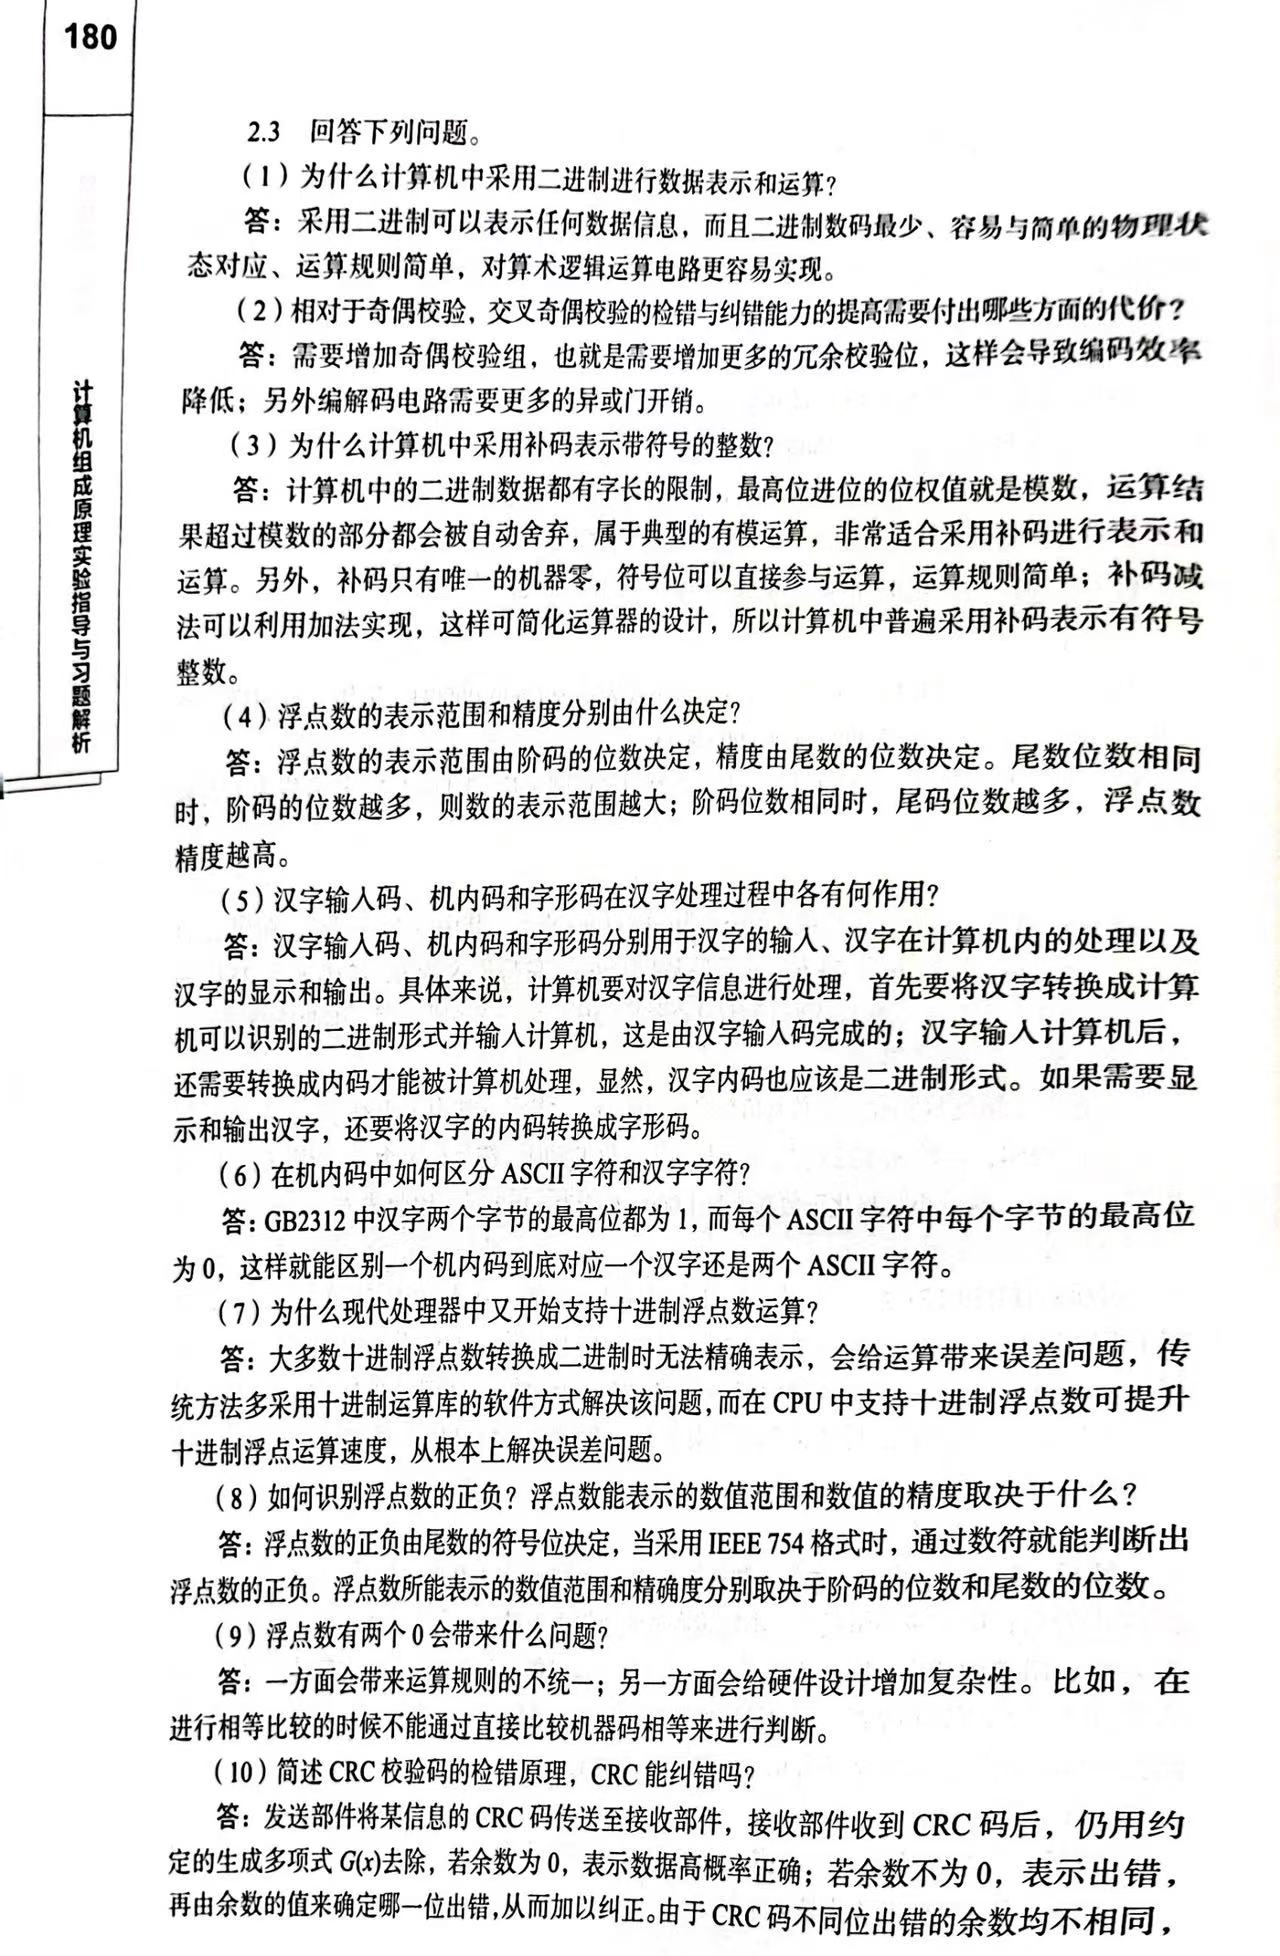 180
计算机组成原理实验指导与习题解析
2.3 回答下列问题。
（1）为什么计算机中采用二进制进行数据表示和运算？
答：采用二进制可以表示任何数据信息，而且二进制数码最少、容易与简单的物理状
态对应、运算规则简单，对算术逻辑运算电路更容易实现。
（2）相对于奇偶校验，交叉奇偶校验的检错与纠错能力的提高需要付出哪些方面的代价？
答：需要增加奇偶校验组，也就是需要增加更多的冗余校验位，这样会导致编码效率
降低；另外编解码电路需要更多的异或门开销。
（3）为什么计算机中采用补码表示带符号的整数？
答：计算机中的二进制数据都有字长的限制，最高位进位的位权值就是模数，运算结
果超过模数的部分都会被自动舍弃，属于典型的有模运算，非常适合采用补码进行表示和
运算。另外，补码只有唯一的机器零，符号位可以直接参与运算，运算规则简单；补码减
法可以利用加法实现，这样可简化运算器的设计，所以计算机中普遍采用补码表示有符号
整数。
（4）浮点数的表示范围和精度分别由什么决定？
答：浮点数的表示范围由阶码的位数决定，精度由尾数的位数决定。尾数位数相同
时，阶码的位数越多，则数的表示范围越大；阶码位数相同时，尾码位数越多，浮点数
精度越高。
（5）汉字输入码、机内码和字形码在汉字处理过程中各有何作用？
答：汉字输入码、机内码和字形码分别用于汉字的输入、汉字在计算机内的处理以及
汉字的显示和输出。具体来说，计算机要对汉字信息进行处理，首先要将汉字转换成计算
机可以识别的二进制形式并输入计算机，这是由汉字输入码完成的；汉字输入计算机后，
还需要转换成内码才能被计算机处理，显然，汉字内码也应该是二进制形式。如果需要显
示和输出汉字，还要将汉字的内码转换成字形码。
（6）在机内码中如何区分 ASCII 字符和汉字字符？
答：GB2312 中汉字两个字节的最高位都为 1，而每个 ASCII 字符中每个字节的最高位
为 0，这样就能区别一个机内码到底对应一个汉字还是两个 ASCII 字符。
（7）为什么现代处理器中又开始支持十进制浮点数运算？
答：大多数十进制浮点数转换成二进制时无法精确表示，会给运算带来误差问题，传
统方法多采用十进制运算库的软件方式解决该问题，而在 CPU 中支持十进制浮点数可提升
十进制浮点运算速度，从根本上解决误差问题。
（8）如何识别浮点数的正负？浮点数能表示的数值范围和数值的精度取决于什么？
答：浮点数的正负由尾数的符号位决定，当采用 IEEE 754 格式时，通过数符就能判断出
浮点数的正负。浮点数所能表示的数值范围和精确度分别取决于阶码的位数和尾数的位数。
（9）浮点数有两个 0 会带来什么问题？
答：一方面会带来运算规则的不统一；另一方面会给硬件设计增加复杂性。比如，在
进行相等比较的时候不能通过直接比较机器码相等来进行判断。
（10）简述 CRC 校验码的检错原理，CRC 能纠错吗？
答：发送部件将某信息的 CRC 码传送至接收部件，接收部件收到 CRC 码后，仍用约
定的生成多项式 G(x)去除，若余数为 0，表示数据高概率正确；若余数不为 0，表示出错，
再由余数的值来确定哪一位出错，从而加以纠正。由于 CRC 码不同位出错的余数均不相同，